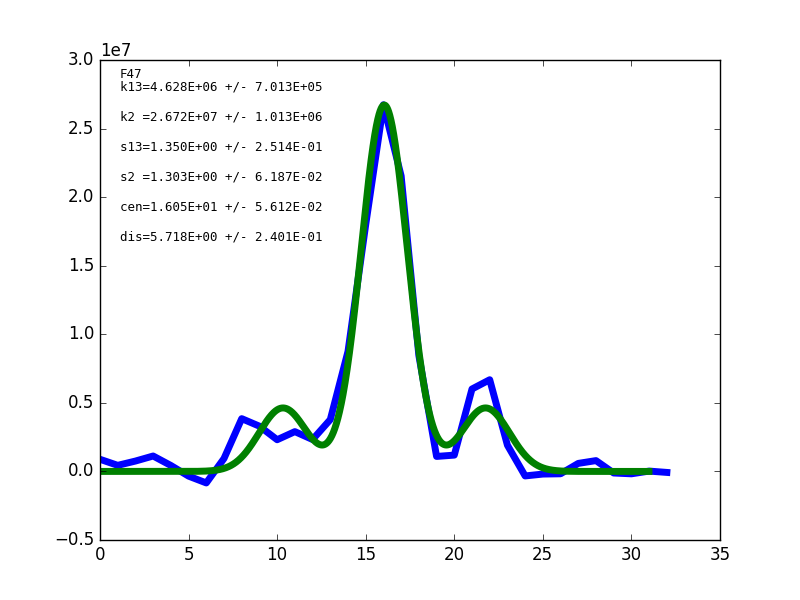 1e7
3.0
F47
k13=4.628E+06 +/- 7.013E+05
k2 =2.672E+07 +/- 1.013E+06
2.5
s13=1.350E+00 +/- 2.514E-01
s2 =1.303E+00 +/- 6.187E-02
2.0
cen=1.605E+01 +/- 5.612E-02
dis=5.718E+00 +/- 2.401E-01
1.5
1.0
0.5
0.0
−0.5
0 5 10 15 20 25 30 35